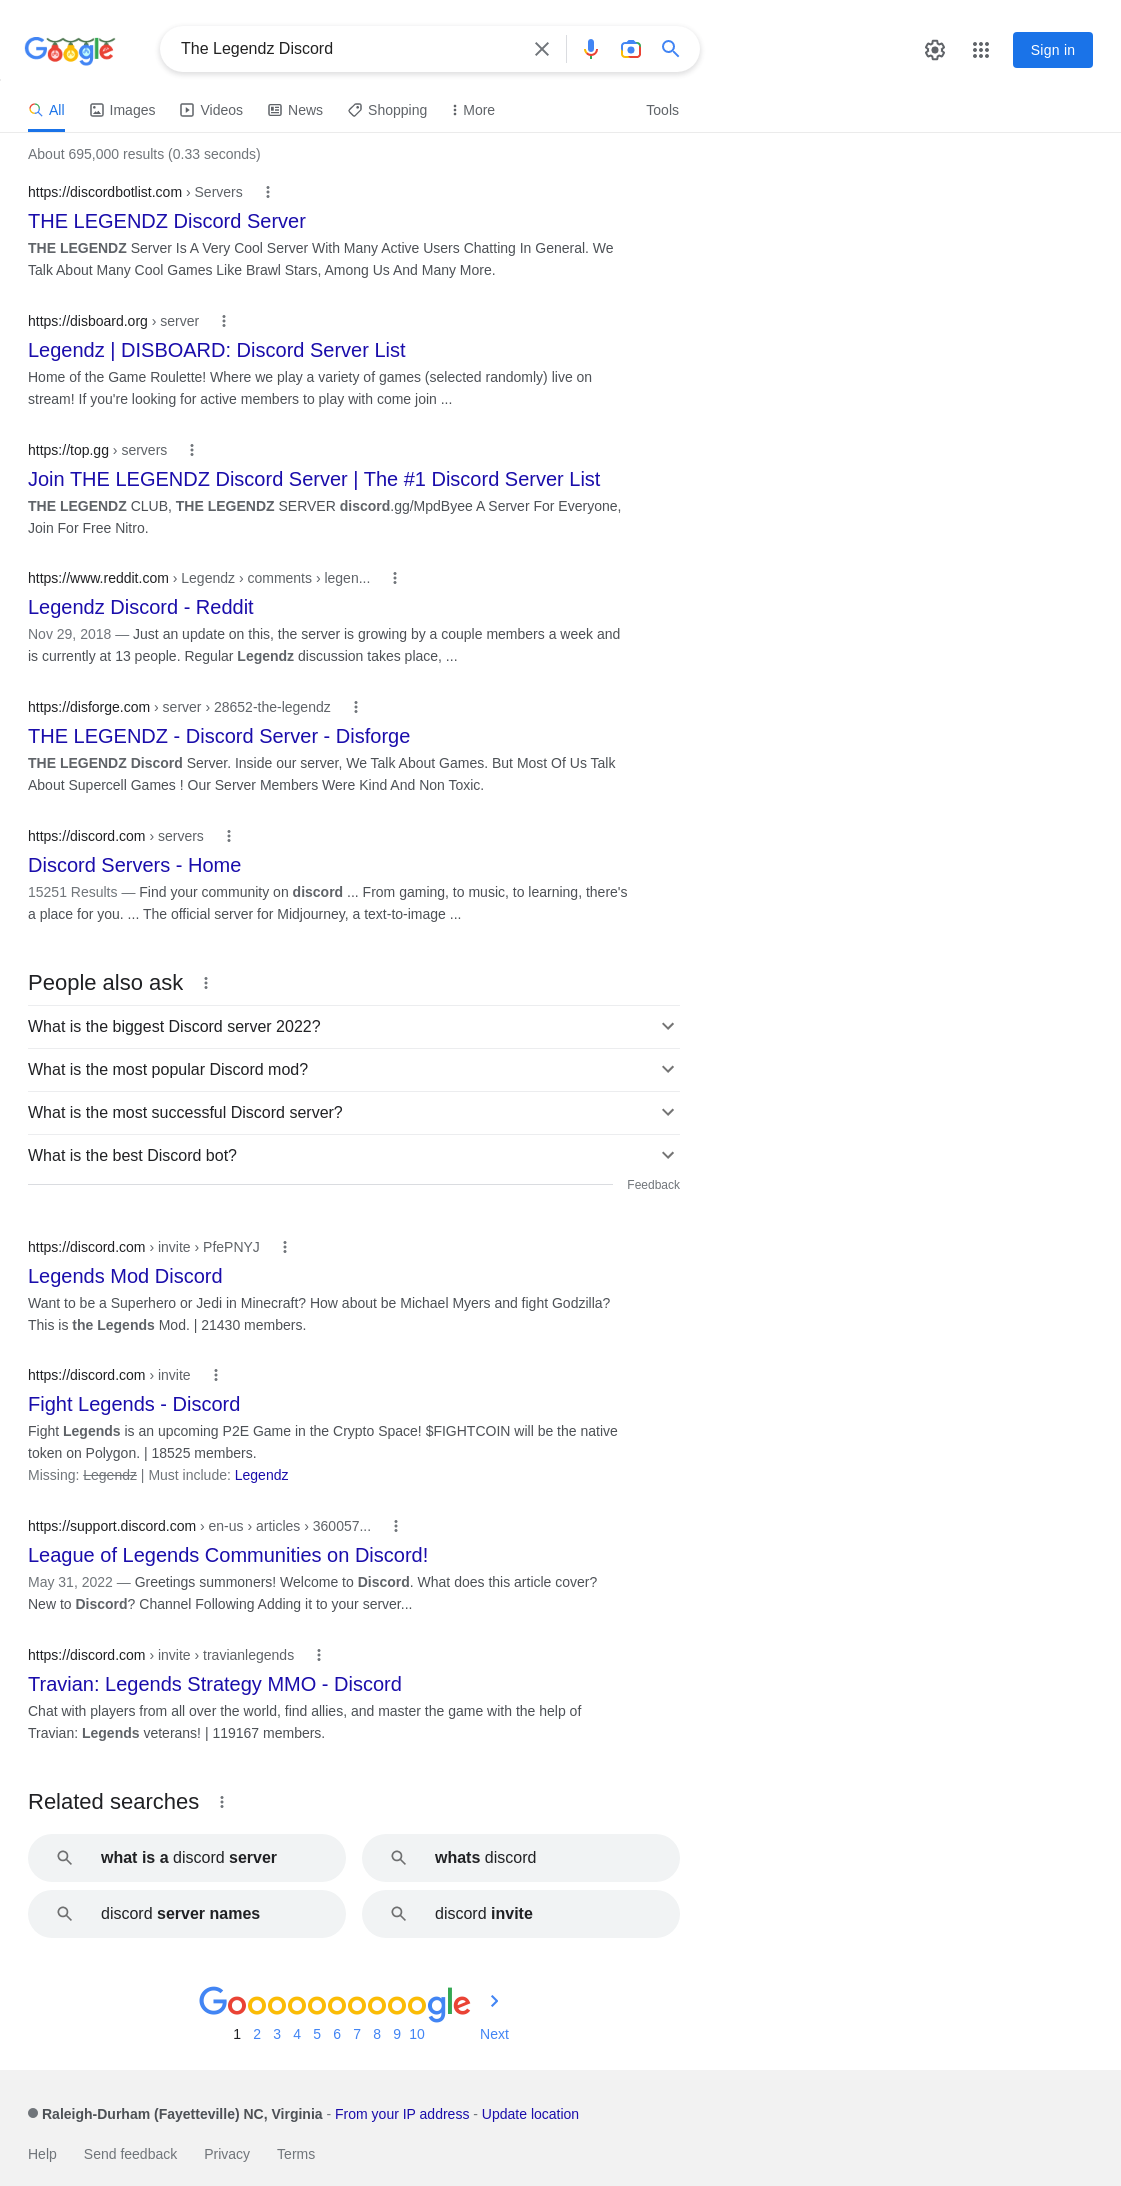 Google
The Legendz Discord
Sign in
All
Images
Videos
News
Shopping
More
Tools
About 695,000 results (0.33 seconds)
https://discordbotlist.com › Servers
THE LEGENDZ Discord Server
THE LEGENDZ Server Is A Very Cool Server With Many Active Users Chatting In General. We
Talk About Many Cool Games Like Brawl Stars, Among Us And Many More.
https://disboard.org › server
Legendz | DISBOARD: Discord Server List
Home of the Game Roulette! Where we play a variety of games (selected randomly) live on
stream! If you're looking for active members to play with come join ...
https://top.gg › servers
Join THE LEGENDZ Discord Server | The #1 Discord Server List
THE LEGENDZ CLUB, THE LEGENDZ SERVER discord.gg/MpdByee A Server For Everyone,
Join For Free Nitro.
https://www.reddit.com › Legendz › comments › legen...
Legendz Discord - Reddit
Nov 29, 2018 — Just an update on this, the server is growing by a couple members a week and
is currently at 13 people. Regular Legendz discussion takes place, ...
https://disforge.com › server › 28652-the-legendz
THE LEGENDZ - Discord Server - Disforge
THE LEGENDZ Discord Server. Inside our server, We Talk About Games. But Most Of Us Talk
About Supercell Games ! Our Server Members Were Kind And Non Toxic.
https://discord.com › servers
Discord Servers - Home
15251 Results — Find your community on discord ... From gaming, to music, to learning, there's
a place for you. ... The official server for Midjourney, a text-to-image ...
People also ask
What is the biggest Discord server 2022?
What is the most popular Discord mod?
What is the most successful Discord server?
What is the best Discord bot?
Feedback
https://discord.com › invite › PfePNYJ
Legends Mod Discord
Want to be a Superhero or Jedi in Minecraft? How about be Michael Myers and fight Godzilla?
This is the Legends Mod. | 21430 members.
https://discord.com › invite
Fight Legends - Discord
Fight Legends is an upcoming P2E Game in the Crypto Space! $FIGHTCOIN will be the native
token on Polygon. | 18525 members.
Missing: Legendz | Must include: Legendz
https://support.discord.com › en-us › articles › 360057...
League of Legends Communities on Discord!
May 31, 2022 — Greetings summoners! Welcome to Discord. What does this article cover?
New to Discord? Channel Following Adding it to your server...
https://discord.com › invite › travianlegends
Travian: Legends Strategy MMO - Discord
Chat with players from all over the world, find allies, and master the game with the help of
Travian: Legends veterans! | 119167 members.
Related searches
what is a discord server
whats discord
discord server names
discord invite
Goooooooooogle
1 2 3 4 5 6 7 8 9 10 Next
Raleigh-Durham (Fayetteville) NC, Virginia - From your IP address - Update location
Help Send feedback Privacy Terms